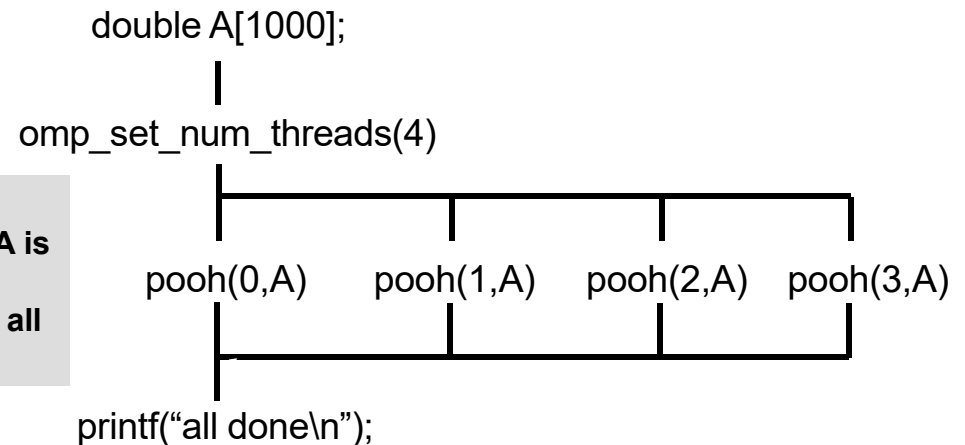 double A[1000];
omp_set_num_threads(4)
A is
all
pooh(0,A) pooh(1,A) pooh(2,A) pooh(3,A)
printf(“all done\n”);